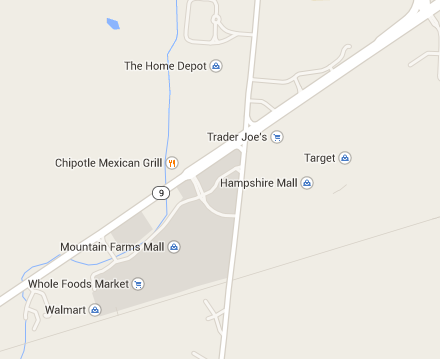 The Home Depot
Trader Joe's
Chipotle Mexican Grill
Target
Hampshire Mall
9
Mountain Farms Mall
Whole Foods Market
Walmart